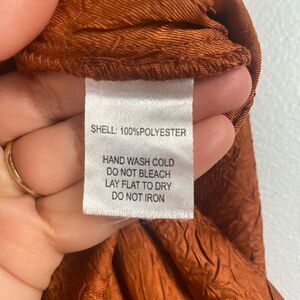 SHELL: 100%POLYESTER
HAND WASH COLD
DO NOT BLEACH
LAY FLAT TO DRY
DO NOT IRON